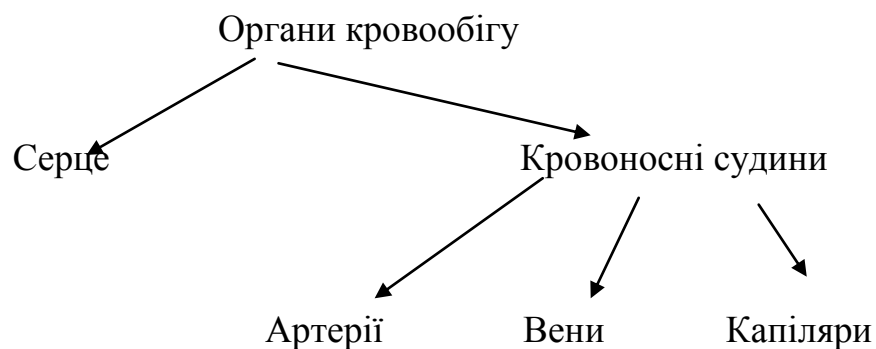 Органи кровообігу
Серце
Кровоносні судини
Артерії
Вени
Капіляри